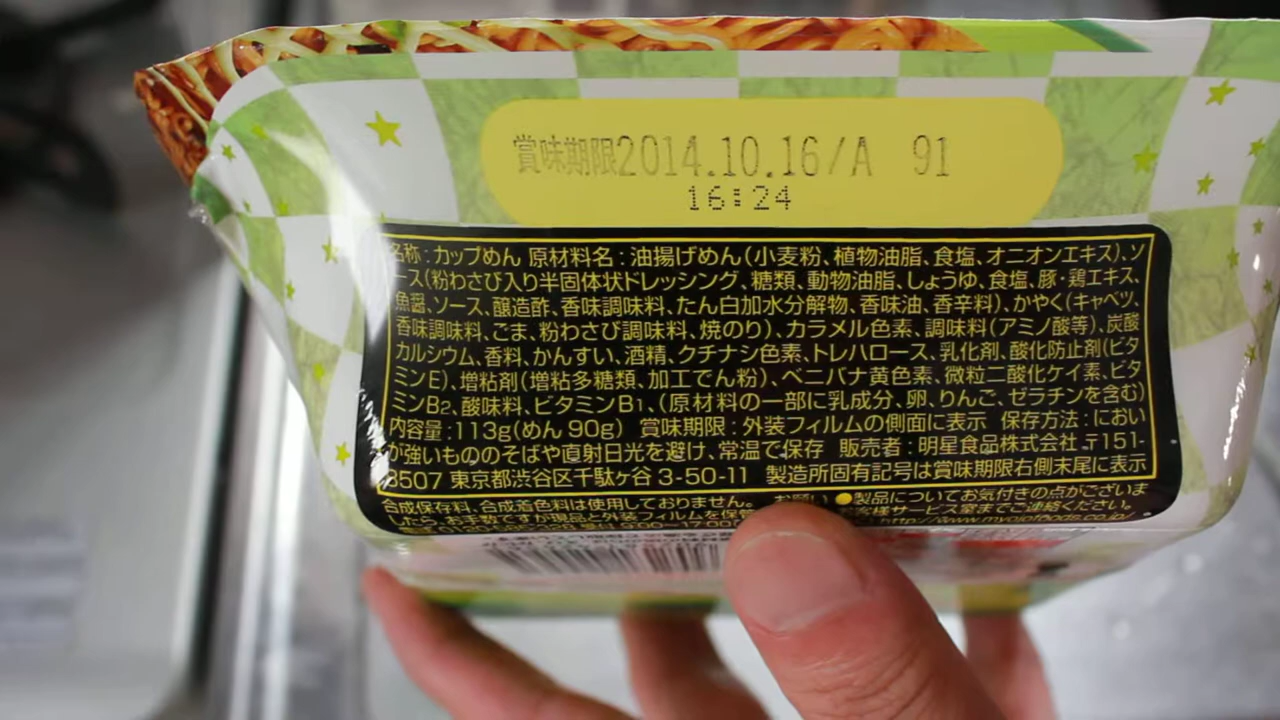 賞味期限2014.10.16/A 91
16:24
名称:カップめん 原材料名:油揚げめん(小麦粉、植物油脂、食塩、オニオンエキス)、ソ
ース(粉わさび入り半固体状ドレッシング、糖類、動物油脂、しょうゆ、食塩、豚・鶏エキス、
魚醤、ソース、醸造酢、香味調味料、たん白加水分解物、香味油、香辛料)、かやく(キャベツ、
香味調味料、ごま、粉わさび調味料、焼のり)、カラメル色素、調味料(アミノ酸等)、炭酸
カルシウム、香料、かんすい、酒精、クチナシ色素、トレハロース、乳化剤、酸化防止剤(ビタ
ミンE)、増粘剤(増粘多糖類、加工でん粉)、ベニバナ黄色素、微粒二酸化ケイ素、ビタ
ミンB2、酸味料、ビタミンB1、(原材料の一部に乳成分、卵、りんご、ゼラチンを含む)
内容量:113g(めん 90g) 賞味期限:外装フィルムの側面に表示 保存方法:におい
が強いもののそばや直射日光を避け、常温で保存 販売者:明星食品株式会社 〒151-
8507 東京都渋谷区千駄ヶ谷 3-50-11 製造所固有記号は賞味期限右側末尾に表示
合成保存料、合成着色料は使用しておりません。 お願い ●製品についてお気付きの点がございま
したら、お手数ですが現品と外装フィルムを保管 客様サービス室までご連絡ください。